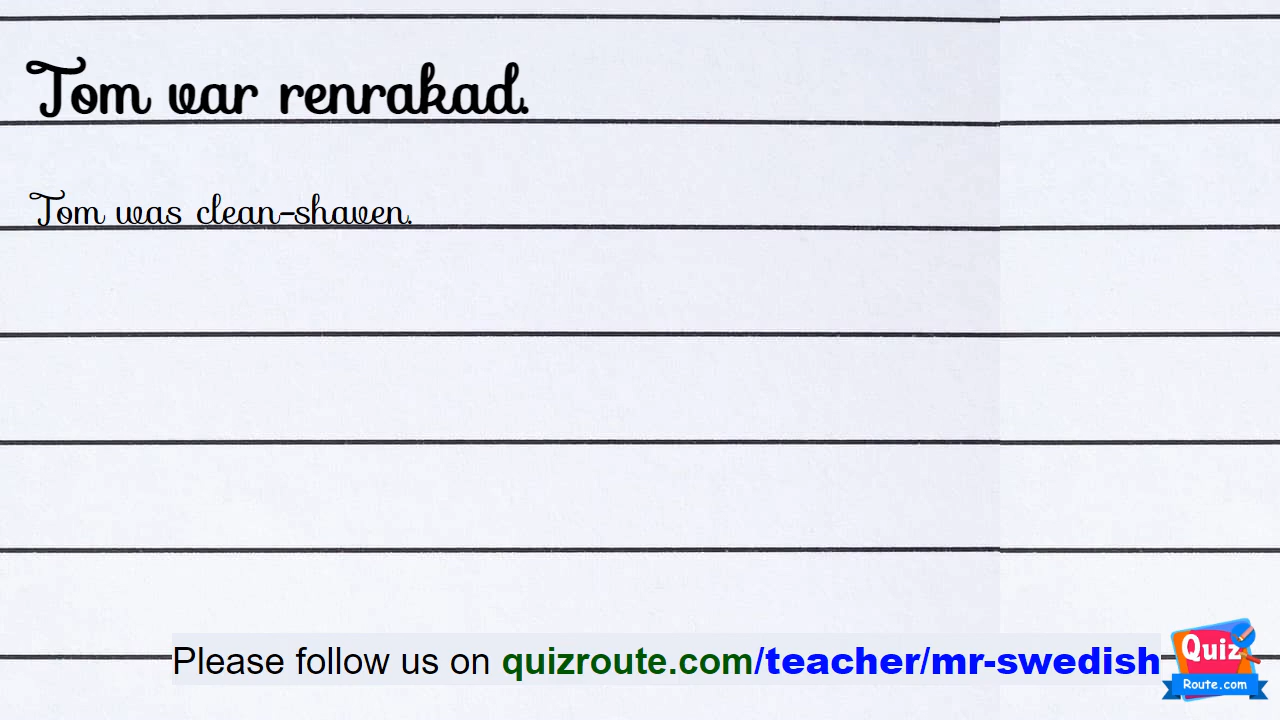 Tom var renrakad.
Tom was clean-shaven.
Please follow us on quizroute.com/teacher/mr-swedish
Quiz
Route.com